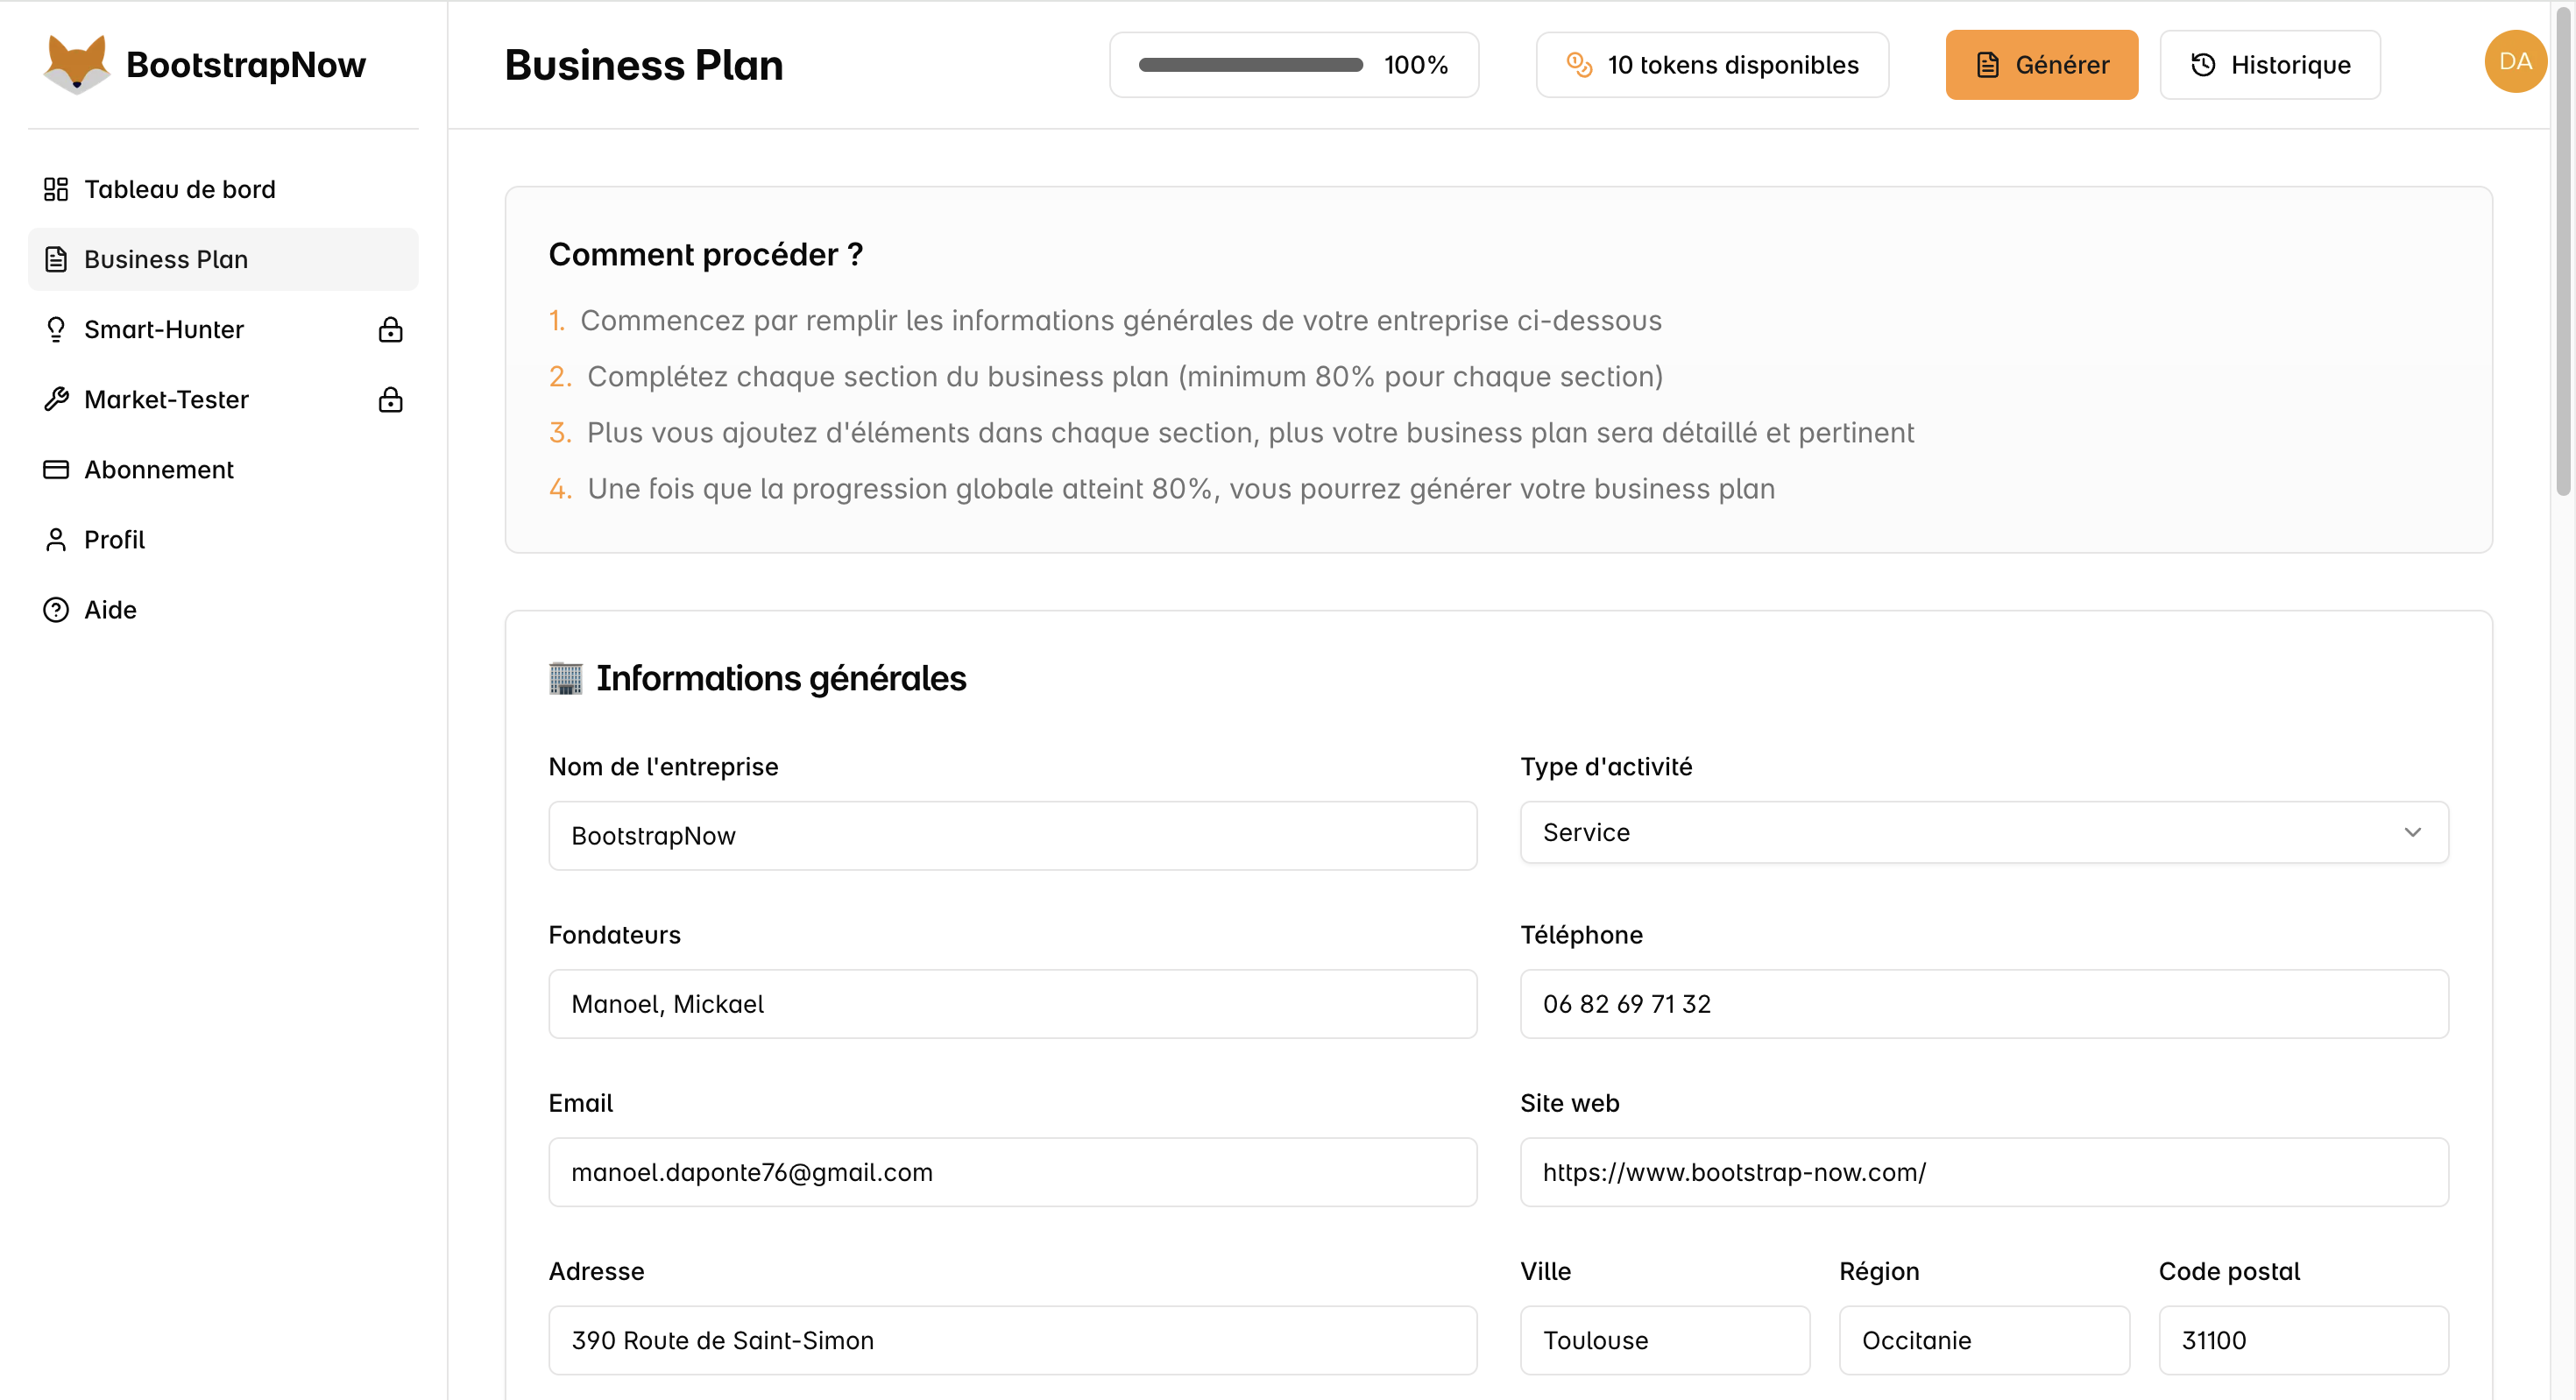 BootstrapNow
Tableau de bord
Business Plan
Smart-Hunter
Market-Tester
Abonnement
Profil
Aide
Business Plan
100%
10 tokens disponibles
Générer
Historique
DA
Comment procéder ?
1. Commencez par remplir les informations générales de votre entreprise ci-dessous
2. Complétez chaque section du business plan (minimum 80% pour chaque section)
3. Plus vous ajoutez d'éléments dans chaque section, plus votre business plan sera détaillé et pertinent
4. Une fois que la progression globale atteint 80%, vous pourrez générer votre business plan
Informations générales
Nom de l'entreprise
BootstrapNow
Type d'activité
Service
Fondateurs
Manoel, Mickael
Téléphone
06 82 69 71 32
Email
manoel.daponte76@gmail.com
Site web
https://www.bootstrap-now.com/
Adresse
390 Route de Saint-Simon
Ville
Toulouse
Région
Occitanie
Code postal
31100